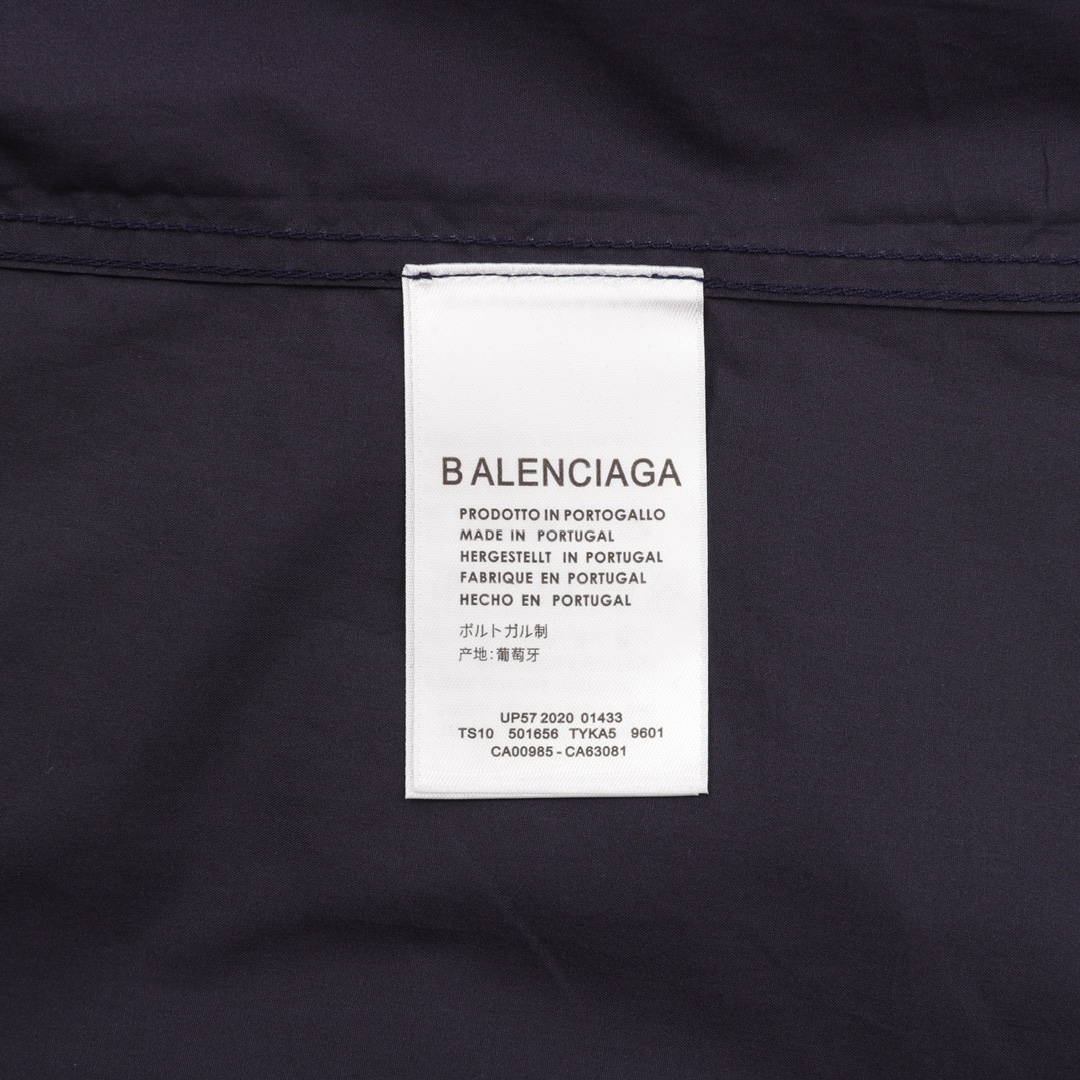 BALENCIAGA
PRODOTTO IN PORTOGALLO
MADE IN PORTUGAL
HERGESTELLT IN PORTUGAL
FABRIQUE EN PORTUGAL
HECHO EN PORTUGAL
ポルトガル制
产地:葡萄牙
UP57 2020 01433
TS10 501656 TYKA5 9601
CA00985-CA63081